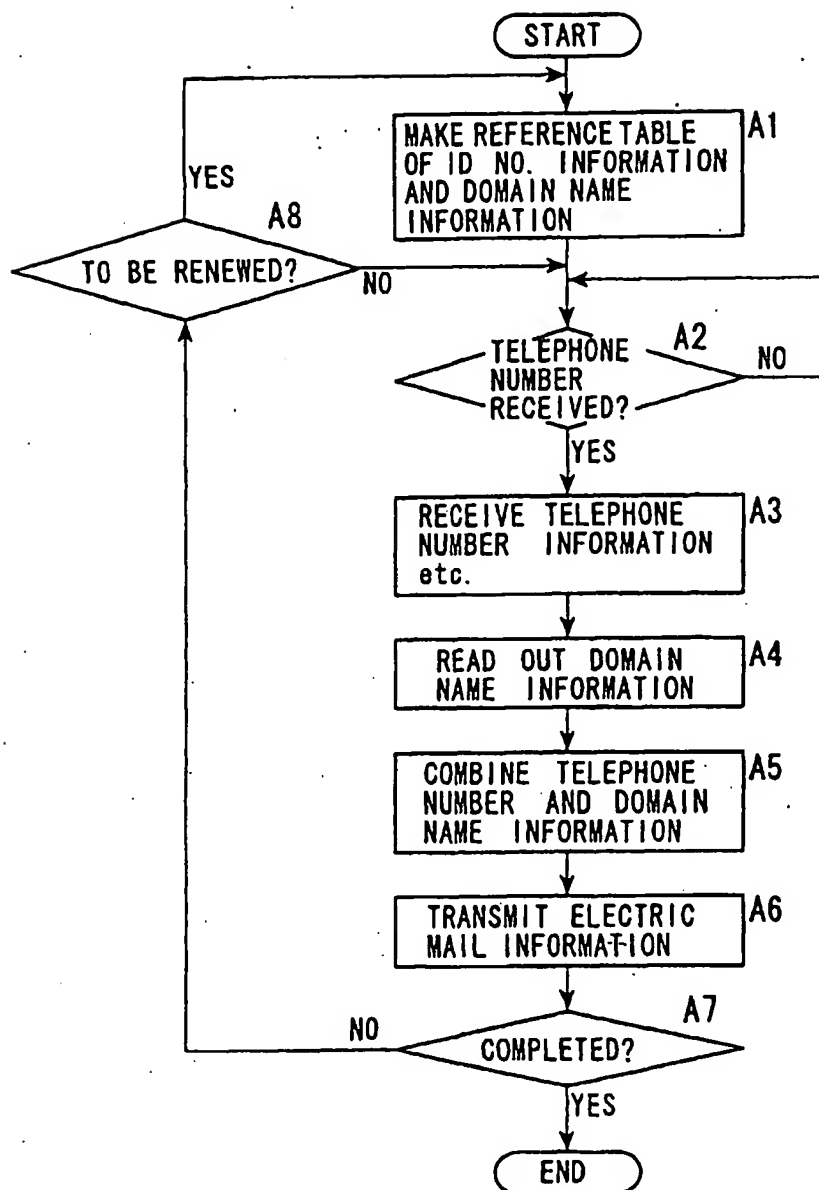 START
MAKE REFERENCE TABLE
OF ID NO. INFORMATION
AND DOMAIN NAME
INFORMATION
A1
YES
A8
TO BE RENEWED?
NO
TELEPHONE
NUMBER
RECEIVED?
A2
NO
YES
RECEIVE TELEPHONE
NUMBER INFORMATION
etc.
A3
READ OUT DOMAIN
NAME INFORMATION
A4
COMBINE TELEPHONE
NUMBER AND DOMAIN
NAME INFORMATION
A5
TRANSMIT ELECTRIC
MAIL INFORMATION
A6
A7
NO
COMPLETED?
YES
END